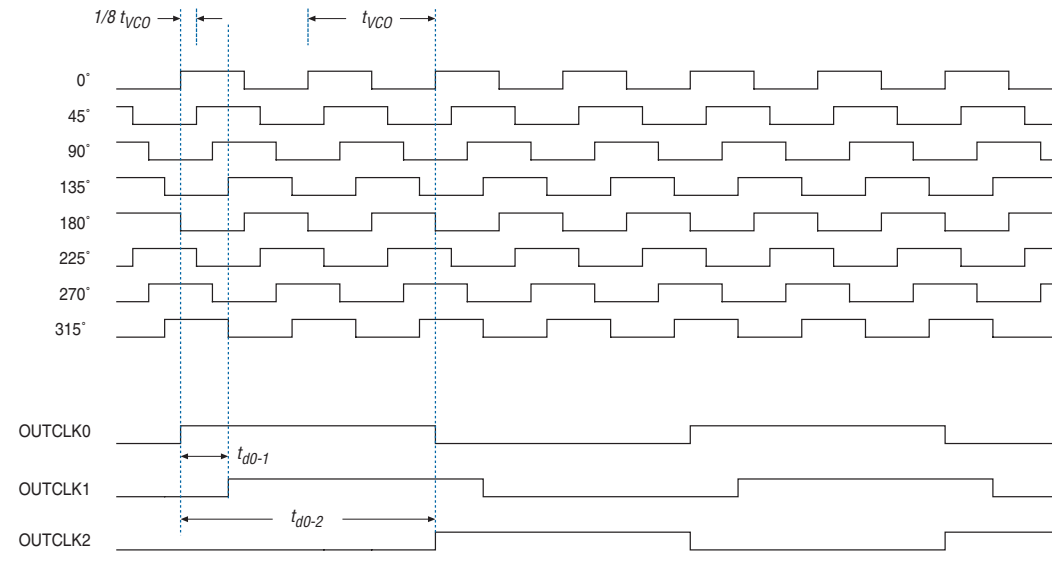 1/8 tVCO
tVCO
0°
45°
90°
135°
180°
225°
270°
315°
OUTCLK0
td0-1
OUTCLK1
td0-2
OUTCLK2